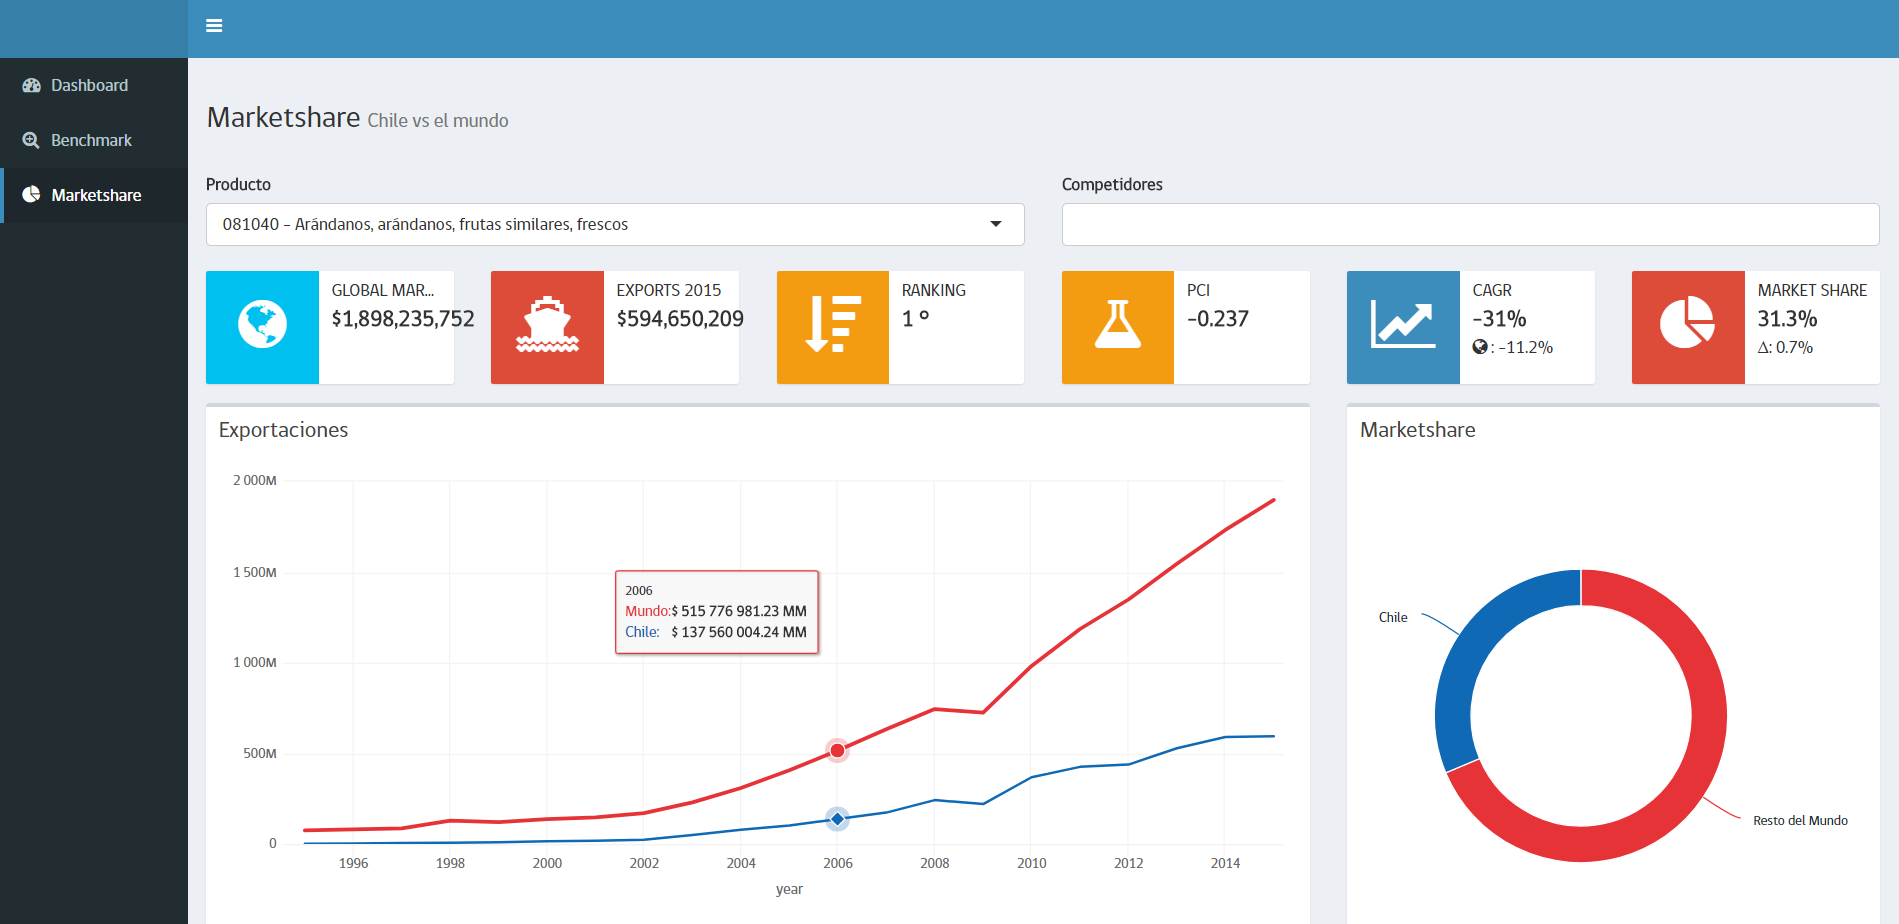 Dashboard
Benchmark
Marketshare
Marketshare Chile vs el mundo
Producto
Competidores
081040 - Arándanos, arándanos, frutas similares, frescos
GLOBAL MAR...
$1,898,235,752
EXPORTS 2015
$594,650,209
RANKING
1 º
PCI
-0.237
CAGR
-31%
: -11.2%
MARKET SHARE
31.3%
Δ: 0.7%
Exportaciones
2 000M
1 500M
1 000M
500M
0
2006
Mundo:$ 515 776 981.23 MM
Chile: $ 137 560 004.24 MM
1996 1998 2000 2002 2004 2006 2008 2010 2012 2014
year
Marketshare
Chile
Resto del Mundo